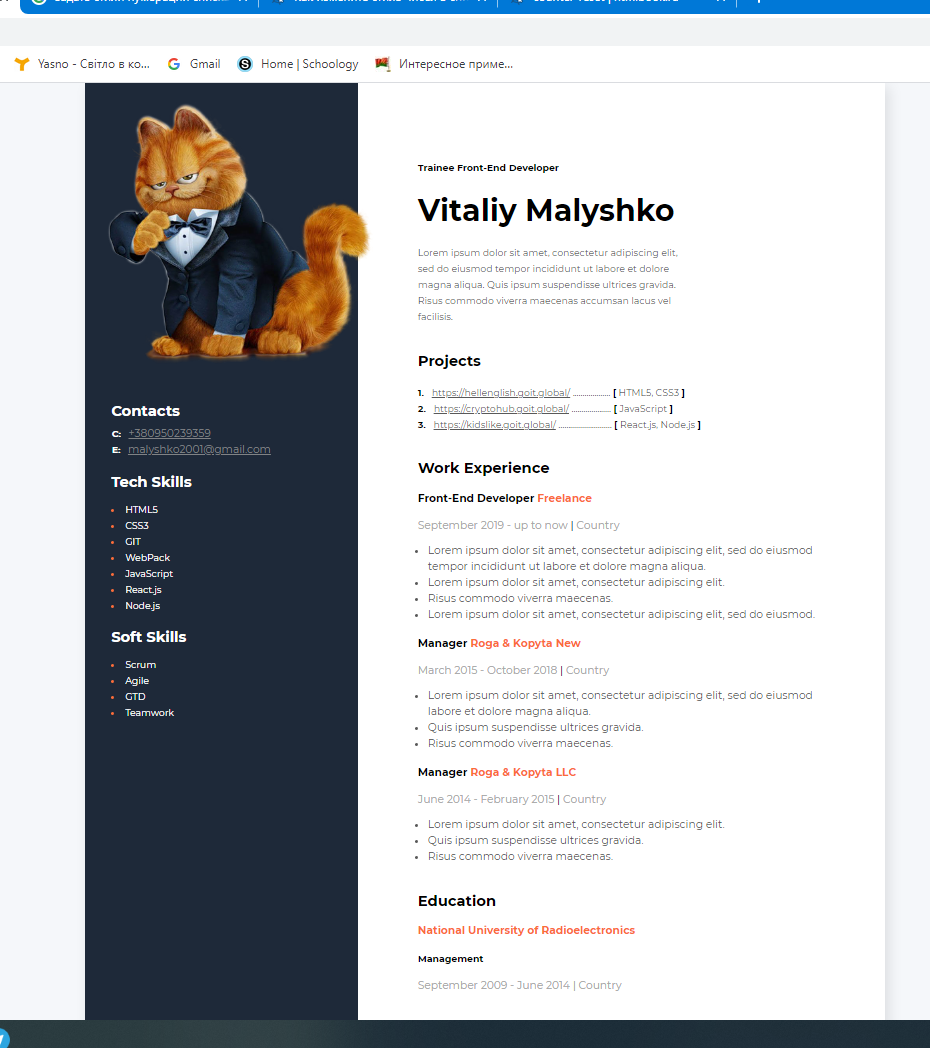 Yasno - Світло в ко...
Gmail
Home | Schoology
Интересное приме...
Contacts
C: +380950239359
E: malyshko2001@gmail.com
Tech Skills
HTML5
CSS3
GIT
WebPack
JavaScript
React.js
Node.js
Soft Skills
Scrum
Agile
GTD
Teamwork
Trainee Front-End Developer
Vitaliy Malyshko
Lorem ipsum dolor sit amet, consectetur adipiscing elit,
sed do eiusmod tempor incididunt ut labore et dolore
magna aliqua. Quis ipsum suspendisse ultrices gravida.
Risus commodo viverra maecenas accumsan lacus vel
facilisis.
Projects
1. https://hellenglish.goit.global/ ................... [ HTML5, CSS3 ]
2. https://cryptohub.goit.global/ .................... [ JavaScript ]
3. https://kidslike.goit.global/ ........................... [ React.js, Node.js ]
Work Experience
Front-End Developer Freelance
September 2019 - up to now | Country
• Lorem ipsum dolor sit amet, consectetur adipiscing elit, sed do eiusmod
tempor incididunt ut labore et dolore magna aliqua.
• Lorem ipsum dolor sit amet, consectetur adipiscing elit.
• Risus commodo viverra maecenas.
• Lorem ipsum dolor sit amet, consectetur adipiscing elit, sed do eiusmod.
Manager Roga & Kopyta New
March 2015 - October 2018 | Country
• Lorem ipsum dolor sit amet, consectetur adipiscing elit, sed do eiusmod
labore et dolore magna aliqua.
• Quis ipsum suspendisse ultrices gravida.
• Risus commodo viverra maecenas.
Manager Roga & Kopyta LLC
June 2014 - February 2015 | Country
• Lorem ipsum dolor sit amet, consectetur adipiscing elit.
• Quis ipsum suspendisse ultrices gravida.
• Risus commodo viverra maecenas.
Education
National University of Radioelectronics
Management
September 2009 - June 2014 | Country